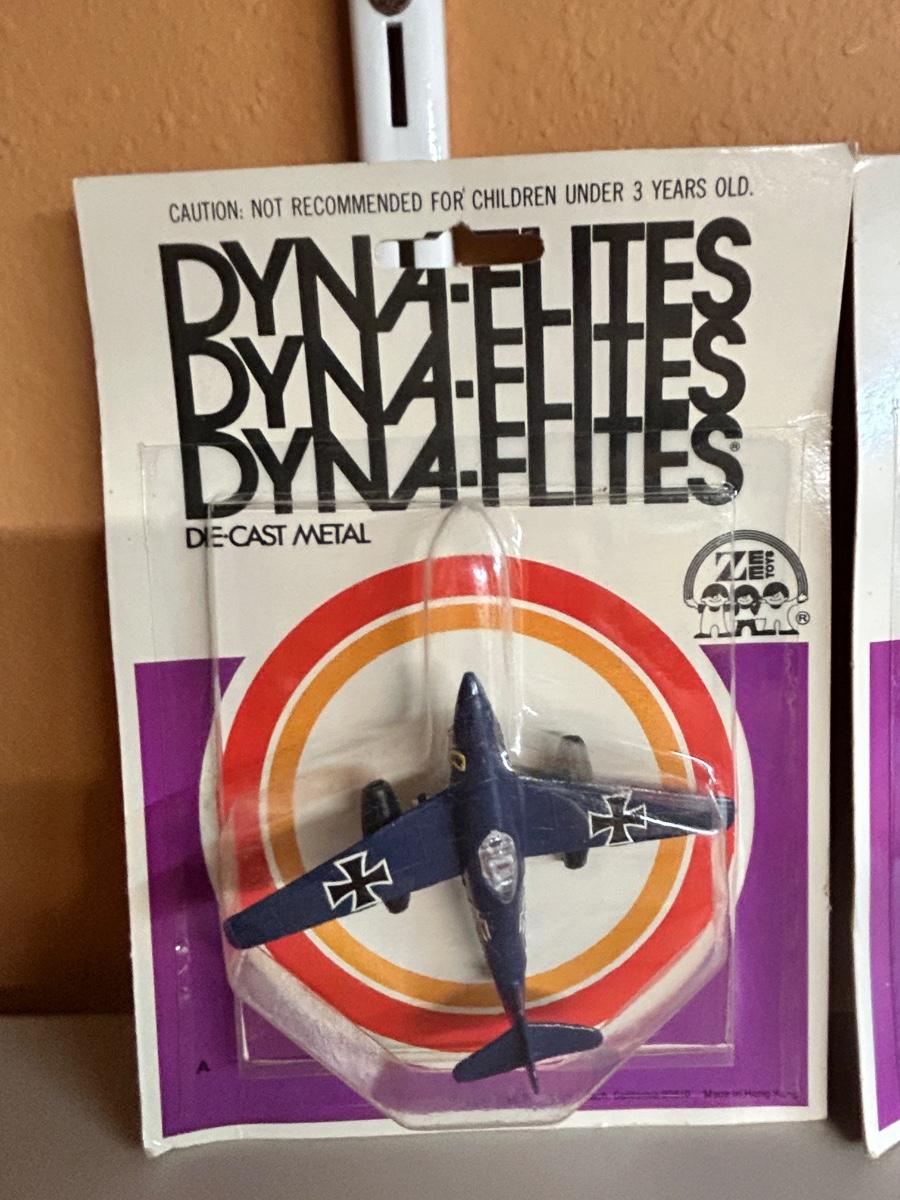 CAUTION: NOT RECOMMENDED FOR CHILDREN UNDER 3 YEARS OLD.
DYNA-FLITES
DYNA-FLITES
DYNA-FLITES®
DIE-CAST METAL
ZEE TOYS
®
A
Made in Hong Kong